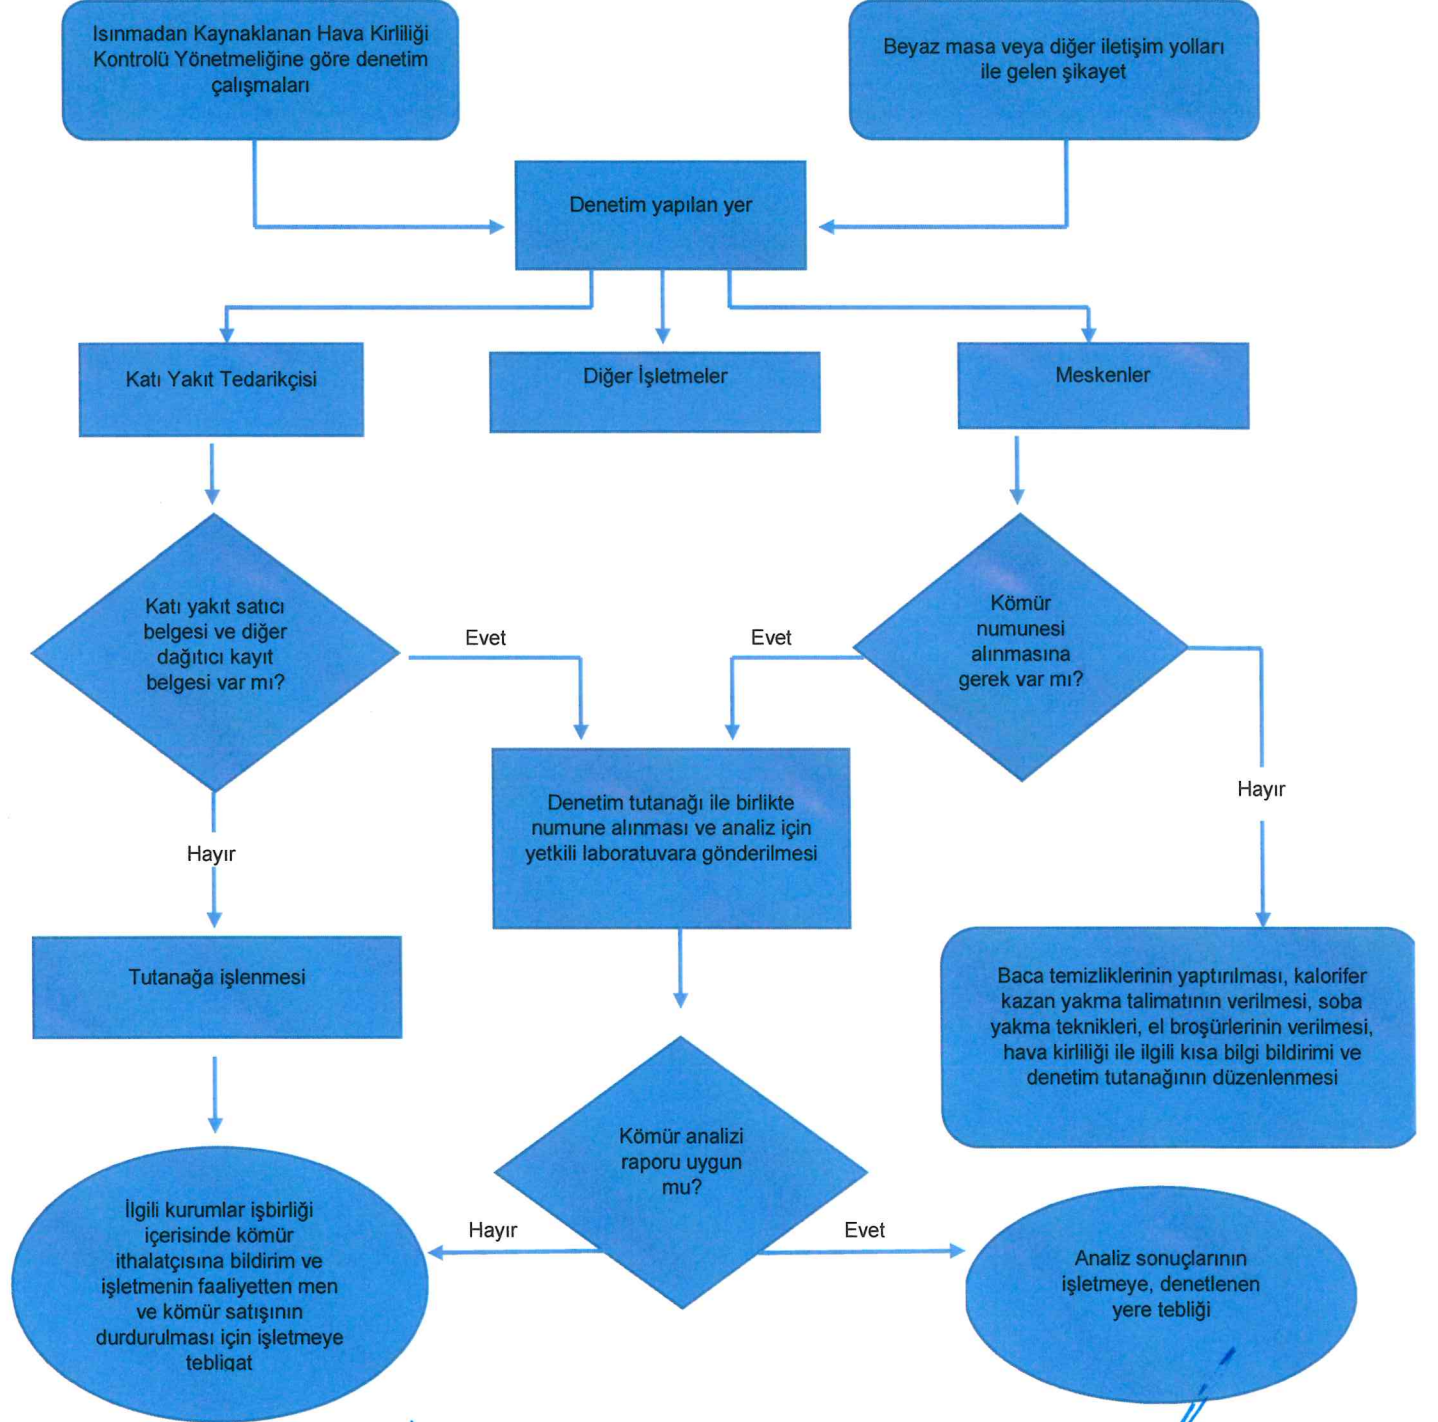 Isınmadan Kaynaklanan Hava Kirliliği
Kontrolü Yönetmeliğine göre denetim
çalışmaları
Beyaz masa veya diğer iletişim yolları
ile gelen şikayet
Denetim yapılan yer
Katı Yakıt Tedarikçisi
Diğer İşletmeler
Meskenler
Katı yakıt satıcı
belgesi ve diğer
dağıtıcı kayıt
belgesi var mı?
Evet
Evet
Kömür
numunesi
alınmasına
gerek var mı?
Hayır
Hayır
Denetim tutanağı ile birlikte
numune alınması ve analiz için
yetkili laboratuvara gönderilmesi
Tutanağa işlenmesi
Baca temizliklerinin yaptırılması, kalorifer
kazan yakma talimatının verilmesi, soba
yakma teknikleri, el broşürlerinin verilmesi,
hava kirliliği ile ilgili kısa bilgi bildirimi ve
denetim tutanağının düzenlenmesi
Kömür analizi
raporu uygun
mu?
Hayır
Evet
İlgili kurumlar işbirliği
içerisinde kömür
ithalatçısına bildirim ve
işletmenin faaliyetten men
ve kömür satışının
durdurulması için işletmeye
tebligat
Analiz sonuçlarının
işletmeye, denetlenen
yere tebliği